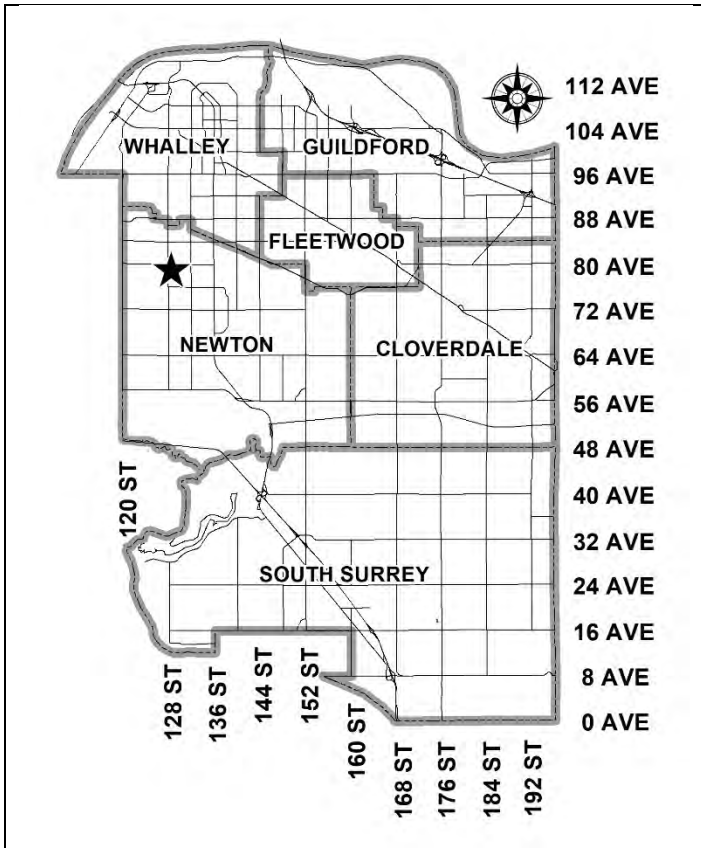 112 AVE
104 AVE
WHALLEY
GUILDFORD
96 AVE
88 AVE
FLEETWOOD
80 AVE
72 AVE
NEWTON
CLOVERDALE
64 AVE
56 AVE
48 AVE
120 ST
40 AVE
32 AVE
SOUTH SURREY
24 AVE
16 AVE
8 AVE
0 AVE
128 ST
136 ST
144 ST
152 ST
160 ST
168 ST
176 ST
184 ST
192 ST